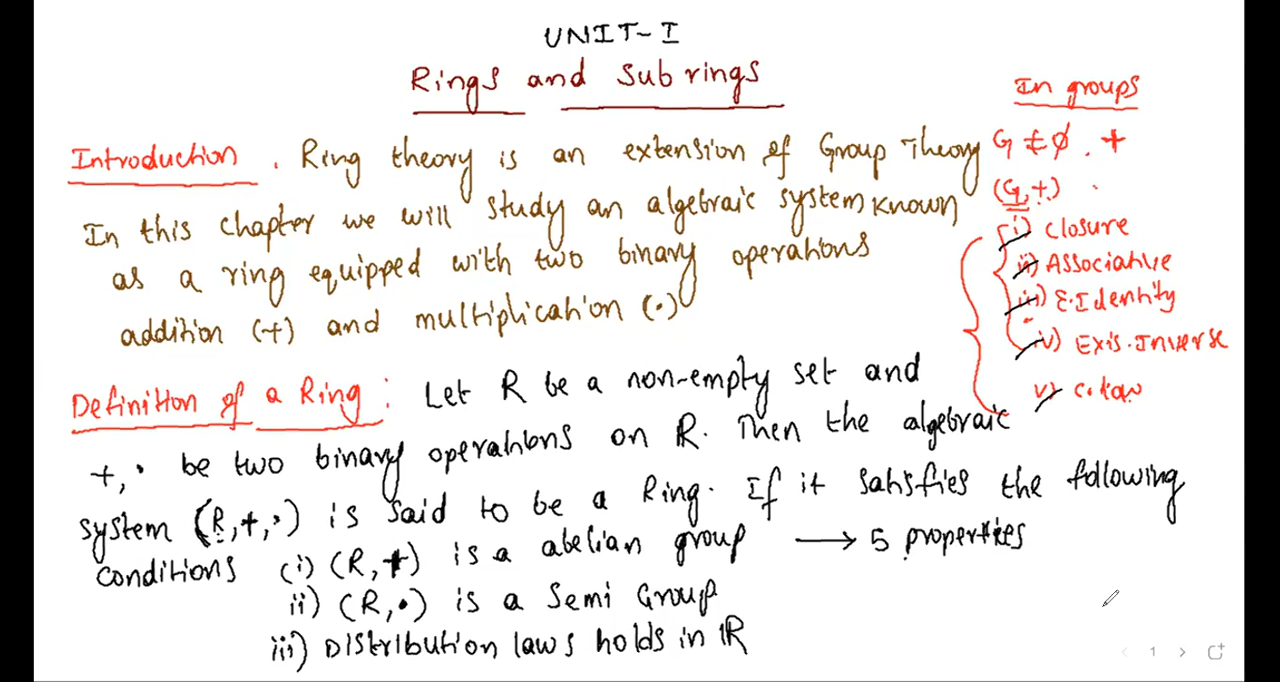 UNIT-I
Rings and Sub rings
Introduction . Ring theory is an extension of Group Theory
In this chapter we will study an algebraic system known
as a ring equipped with two binary operations
addition (+) and multiplication (·)
Definition of a Ring : Let R be a non-empty set and
+, · be two binary operations on R. Then the algebraic
system (R,+,·) is said to be a Ring. If it satisfies the following
conditions (i) (R,+) is a abelian group → 5 properties
ii) (R,·) is a Semi Group
iii) Distribution laws holds in R
In groups
G ≠ ∅ . +
(G,+) .
i) Closure
ii) Associative
iii) E.Identity
iv) Exis.Inverse
v) C.law
1